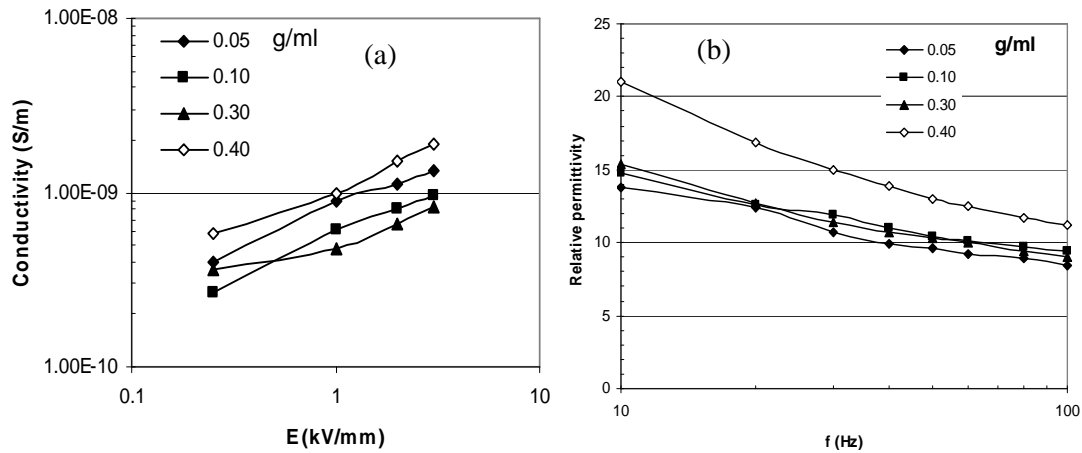 1.00E-08
0.05 g/ml
(a)
0.10
0.30
0.40
1.00E-09
1.00E-10
0.1
1
10
Conductivity (S/m)
E (kV/mm)
25
20
15
10
5
0
(b)
g/ml
0.05
0.10
0.30
0.40
10
100
Relative permittivity
f (Hz)